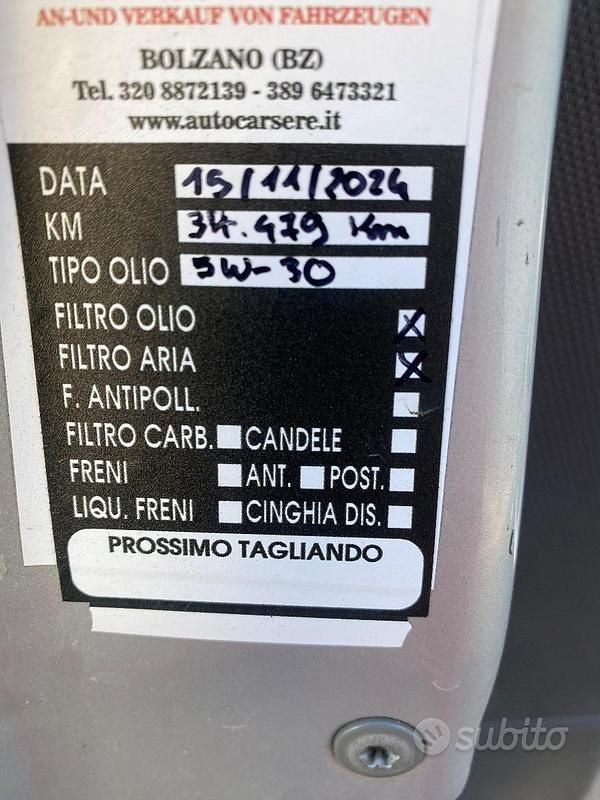 AN-UND VERKAUF VON FAHRZEUGEN
BOLZANO (BZ)
Tel. 320 8872139 - 389 6473321
www.autocarsere.it
DATA 15/11/2024
KM 34.479 Km
TIPO OLIO 5W-30
FILTRO OLIO X
FILTRO ARIA X
F. ANTIPOLL.
FILTRO CARB. CANDELE
FRENI ANT. POST.
LIQU. FRENI CINGHIA DIS.
PROSSIMO TAGLIANDO
subito